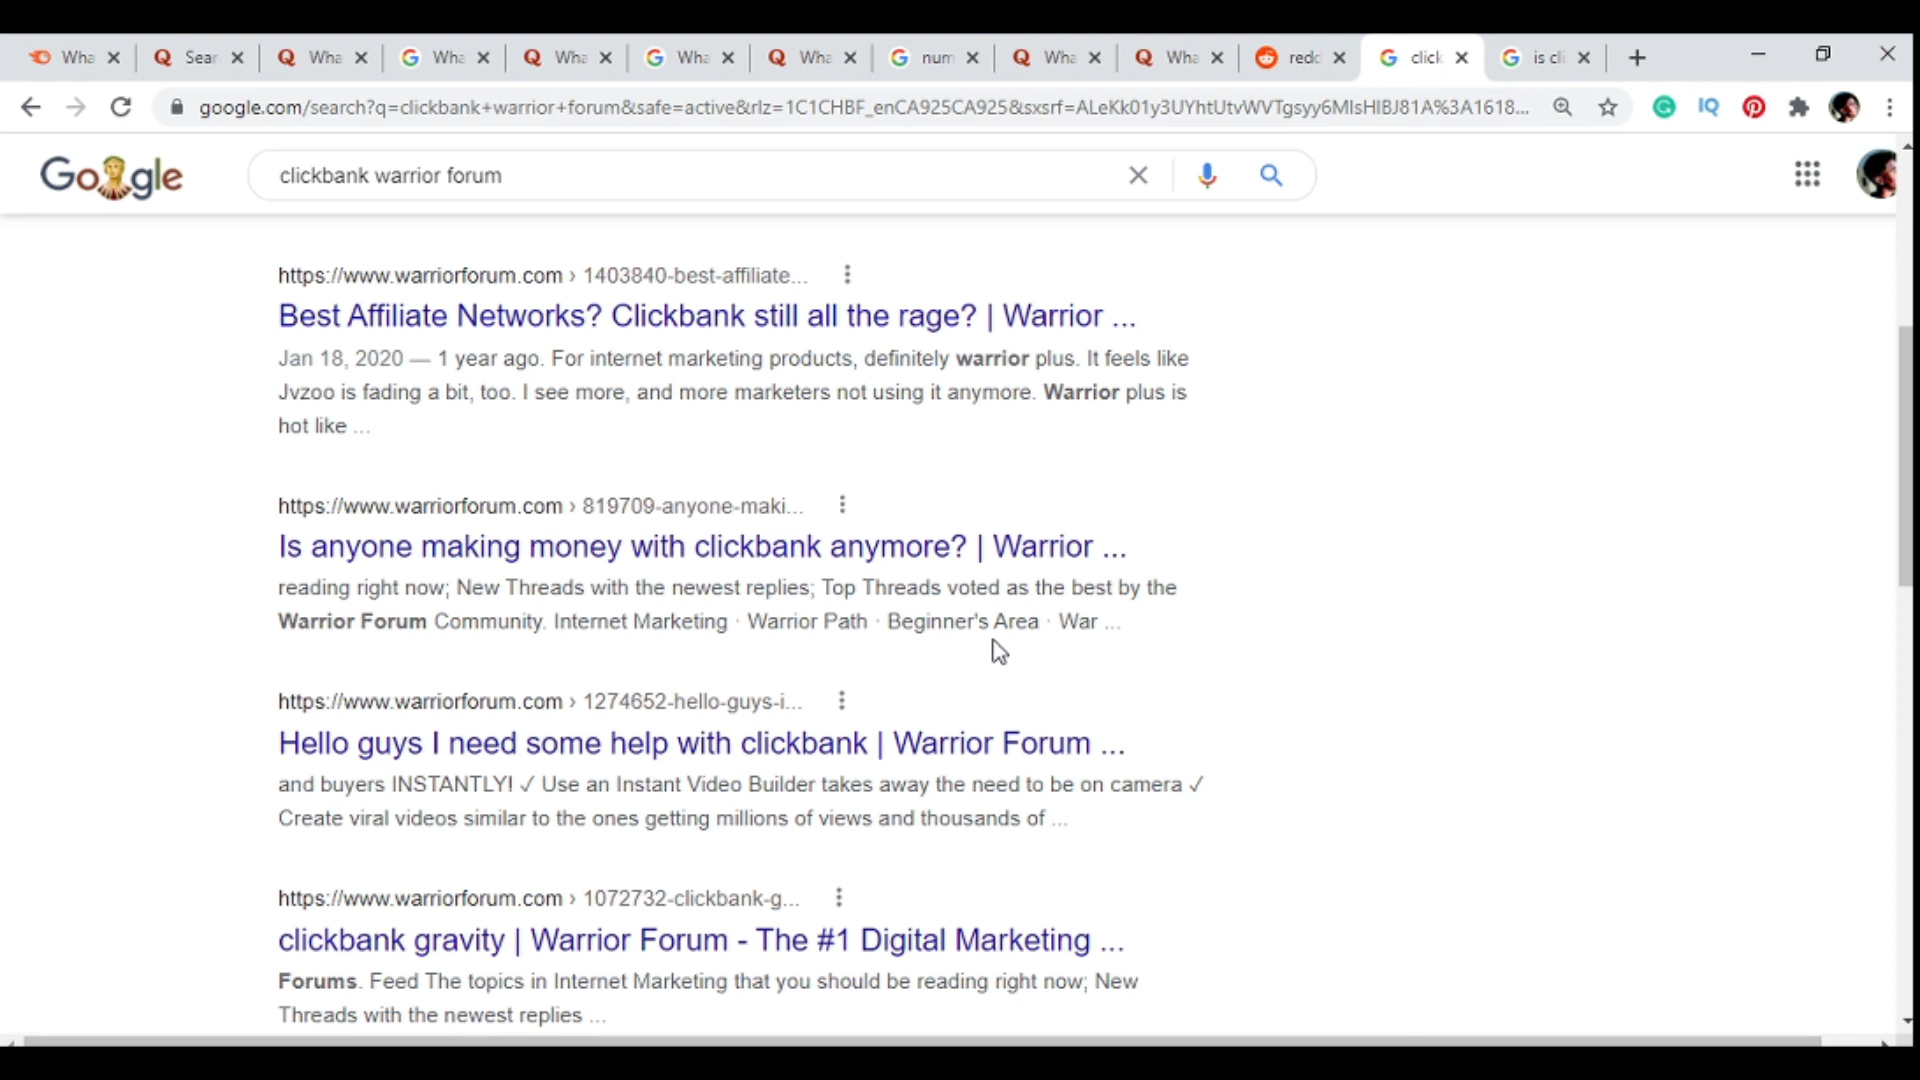 Wha
Sear
Wha
Wha
Wha
Wha
Wha
num
Wha
Wha
redd
click
is cli
google.com/search?q=clickbank+warrior+forum&safe=active&rlz=1C1CHBF_enCA925CA925&sxsrf=ALeKk01y3UYhtUtvWVTgsyy6MIsHIBJ81A%3A1618...
IQ
Google
clickbank warrior forum
https://www.warriorforum.com › 1403840-best-affiliate...
Best Affiliate Networks? Clickbank still all the rage? | Warrior ...
Jan 18, 2020 — 1 year ago. For internet marketing products, definitely warrior plus. It feels like
Jvzoo is fading a bit, too. I see more, and more marketers not using it anymore. Warrior plus is
hot like ...
https://www.warriorforum.com › 819709-anyone-maki...
Is anyone making money with clickbank anymore? | Warrior ...
reading right now; New Threads with the newest replies; Top Threads voted as the best by the
Warrior Forum Community. Internet Marketing · Warrior Path · Beginner's Area · War ...
https://www.warriorforum.com › 1274652-hello-guys-i...
Hello guys I need some help with clickbank | Warrior Forum ...
and buyers INSTANTLY! ✓ Use an Instant Video Builder takes away the need to be on camera ✓
Create viral videos similar to the ones getting millions of views and thousands of ...
https://www.warriorforum.com › 1072732-clickbank-g...
clickbank gravity | Warrior Forum - The #1 Digital Marketing ...
Forums. Feed The topics in Internet Marketing that you should be reading right now; New
Threads with the newest replies ...